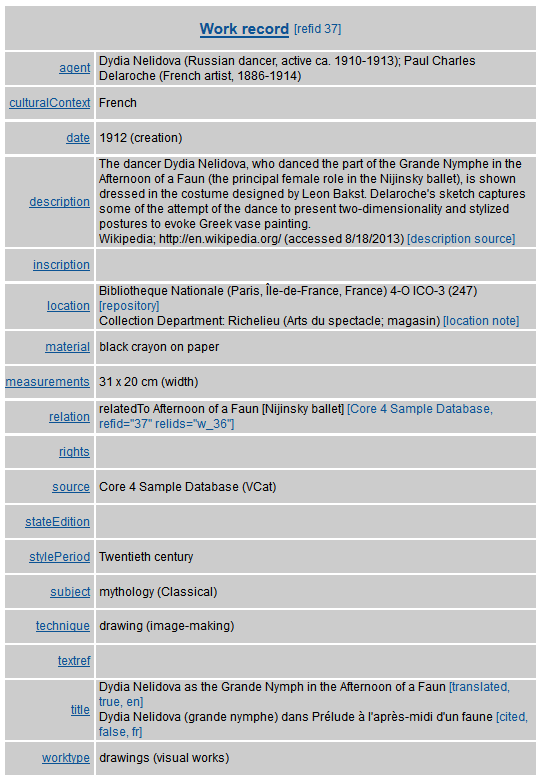 Work record [refid 37]
agent
Dydia Nelidova (Russian dancer, active ca. 1910-1913); Paul Charles
Delaroche (French artist, 1886-1914)
culturalContext
French
date
1912 (creation)
description
The dancer Dydia Nelidova, who danced the part of the Grande Nymphe in the
Afternoon of a Faun (the principal female role in the Nijinsky ballet), is shown
dressed in the costume designed by Leon Bakst. Delaroche's sketch captures
some of the attempt of the dance to present two-dimensionality and stylized
postures to evoke Greek vase painting.
Wikipedia; http://en.wikipedia.org/ (accessed 8/18/2013) [description source]
inscription
location
Bibliotheque Nationale (Paris, Île-de-France, France) 4-O ICO-3 (247)
[repository]
Collection Department: Richelieu (Arts du spectacle; magasin) [location note]
material
black crayon on paper
measurements
31 x 20 cm (width)
relation
relatedTo Afternoon of a Faun [Nijinsky ballet] [Core 4 Sample Database,
refid="37" relids="w_36"]
rights
source
Core 4 Sample Database (VCat)
stateEdition
stylePeriod
Twentieth century
subject
mythology (Classical)
technique
drawing (image-making)
textref
title
Dydia Nelidova as the Grande Nymph in the Afternoon of a Faun [translated,
true, en]
Dydia Nelidova (grande nymphe) dans Prélude à l'après-midi d'un faune [cited,
false, fr]
worktype
drawings (visual works)